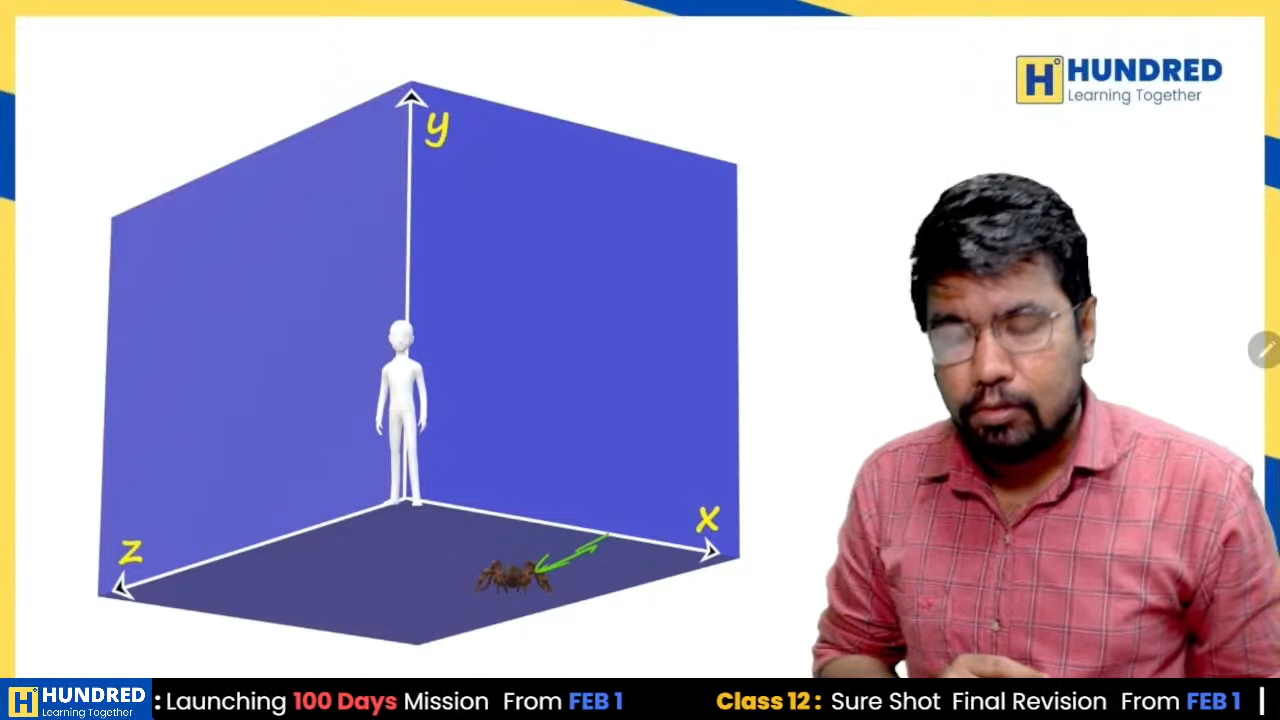 H° HUNDRED
Learning Together
y
x
z
H° HUNDRED
Learning Together
: Launching 100 Days Mission From FEB 1 Class 12 : Sure Shot Final Revision From FEB 1 |